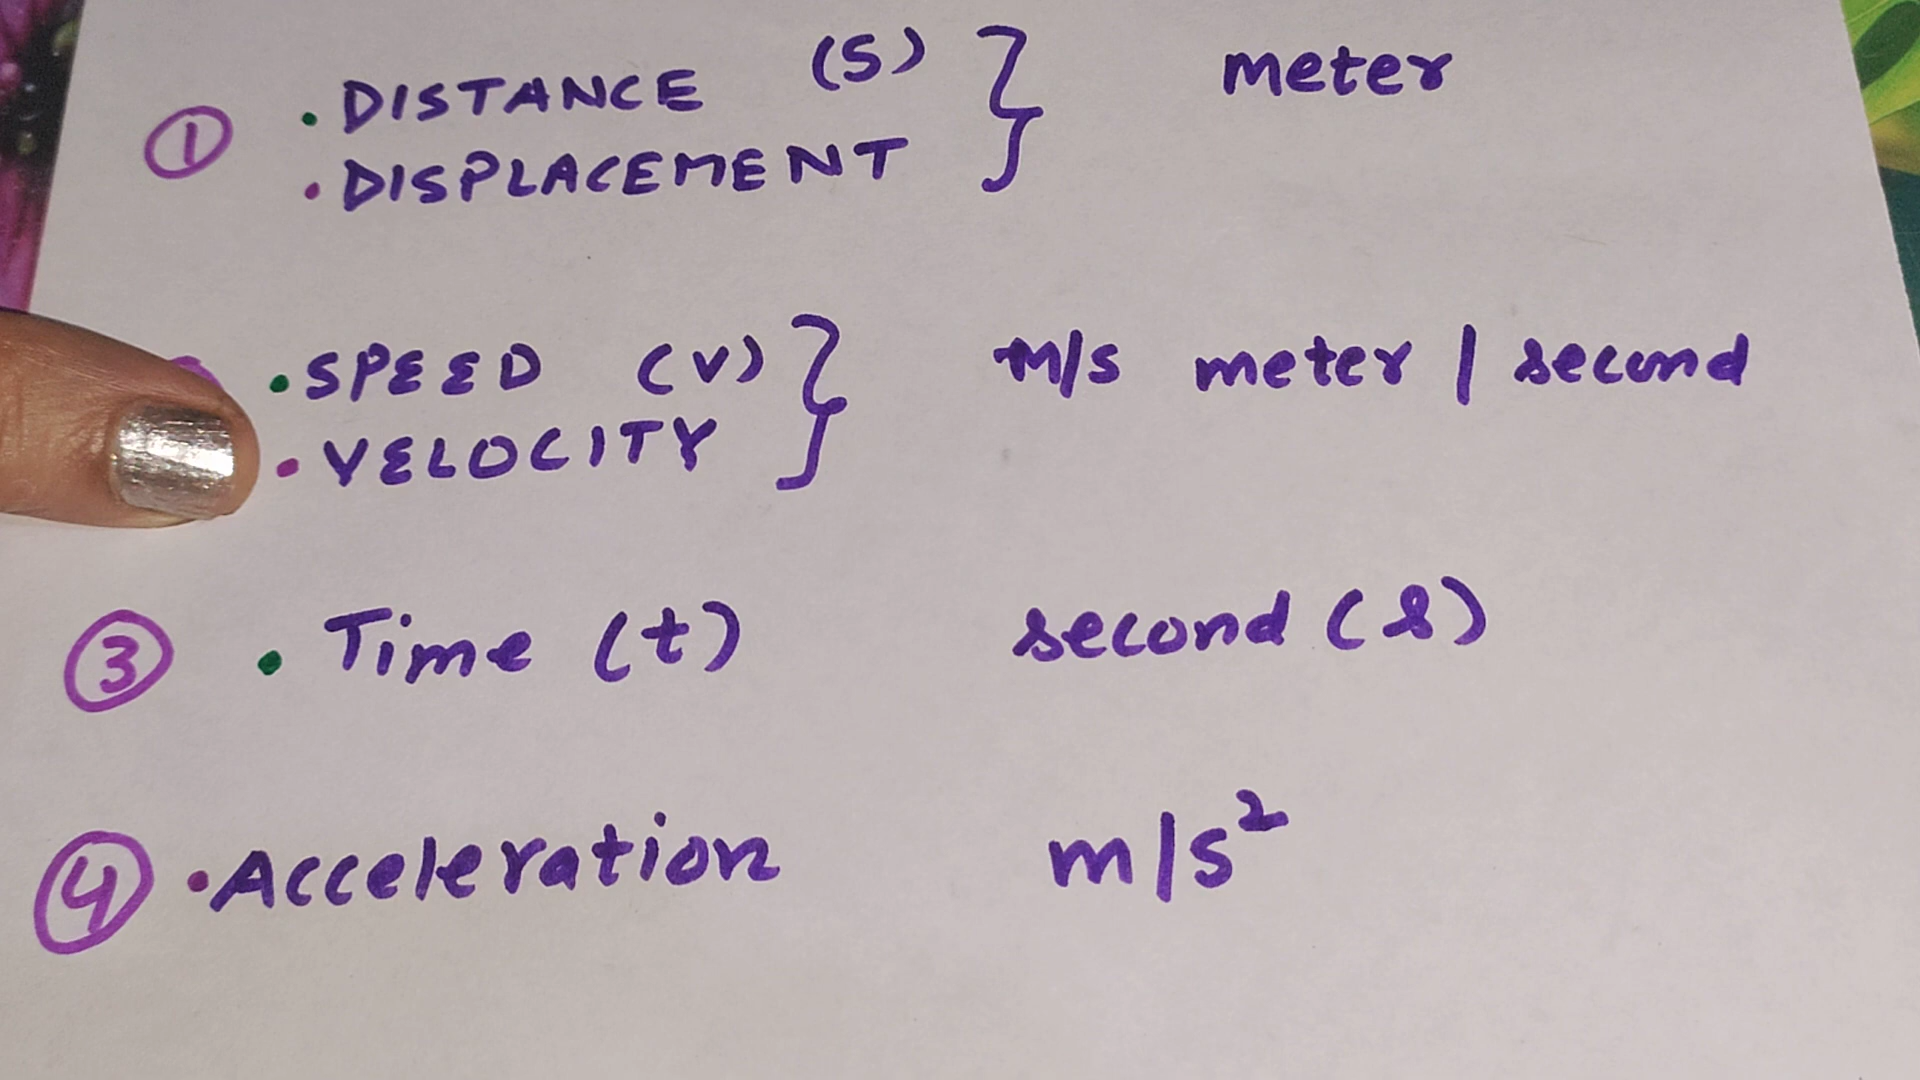 ① • DISTANCE (S) } meter
• DISPLACEMENT
• SPEED (V) } m/s meter / second
• VELOCITY
③ • Time (t) second (s)
④ • Acceleration m/s²